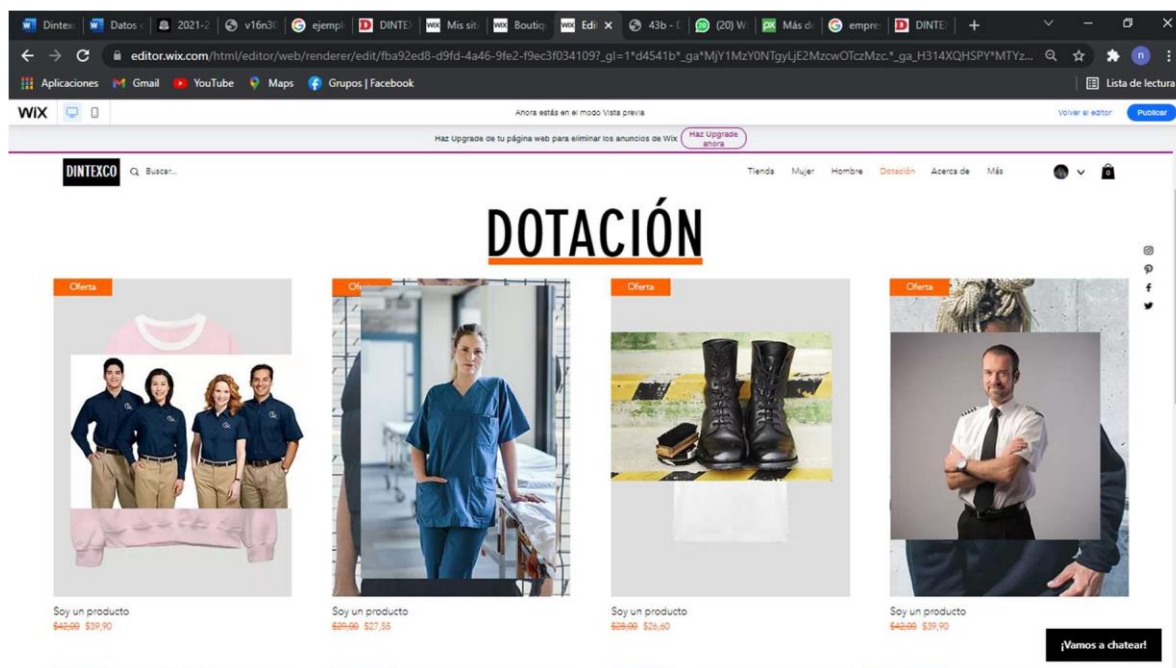 Dintex
Datos
2021-2
v16n30
ejempl
DINTE
Mis siti
Boutiq
Edi
43b - D
(20) W
Más de
empre
DINTE
editor.wix.com/html/editor/web/renderer/edit/fba92ed8-d9fd-4a46-9fe2-f9ec3f034109?_gl=1*d4541b*_ga*MjY1MzY0NTgyLjE2MzcwOTczMzc.*_ga_H314XQHSPY*MTYz...
Aplicaciones Gmail YouTube Maps Grupos | Facebook Lista de lectura
WiX Ahora estás en el modo Vista previa Volver al editor Publicar
Haz Upgrade de tu página web para eliminar los anuncios de Wix Haz Upgrade ahora
DINTEXCO Buscar... Tienda Mujer Hombre Dotación Acerca de Más 0
DOTACIÓN
Oferta Ofe Oferta Oferta
Soy un producto Soy un producto Soy un producto Soy un producto
$42,00 $39,90 $29,00 $27,55 $28,00 $26,60 $42,00 $39,90
¡Vamos a chatear!